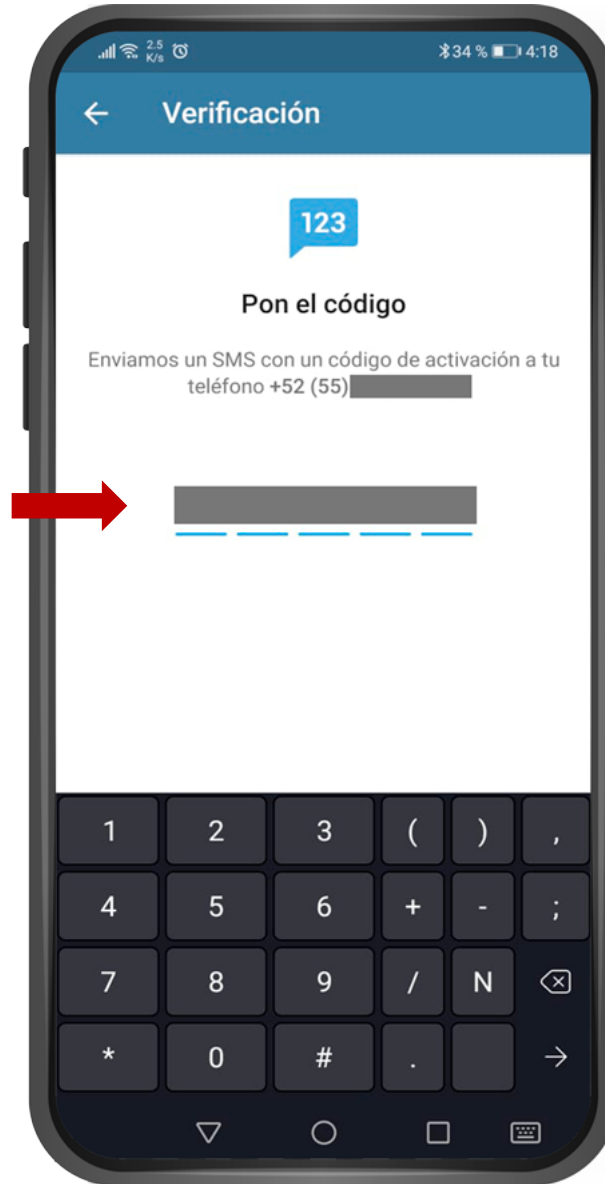 2.5
K/s
34 %
4:18
Verificación
123
Pon el código
Enviamos un SMS con un código de activación a tu
teléfono +52 (55)
1 2 3 ( ) ,
4 5 6 + - ;
7 8 9 / N
* 0 # .